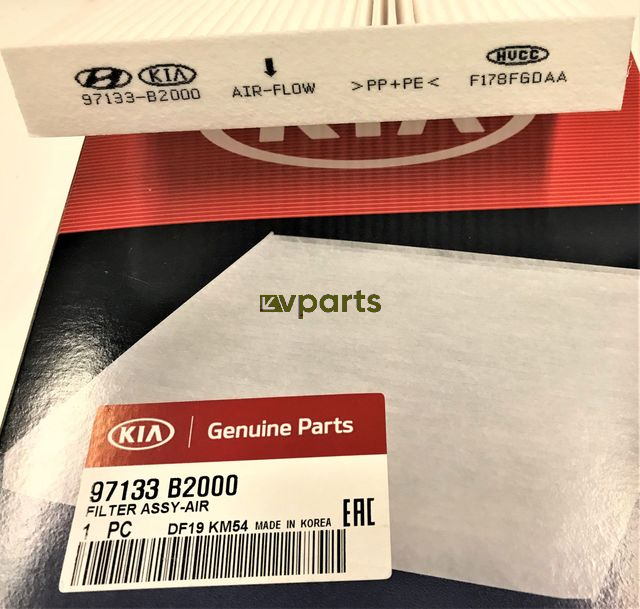 HVCC
KIA
97133-B2000 AIR-FLOW >PP+PE< F178FGDAA
KIA
vparts
KIA Genuine Parts
97133 B2000
FILTER ASSY-AIR
1 PC DF19 KM54 MADE IN KOREA EAC